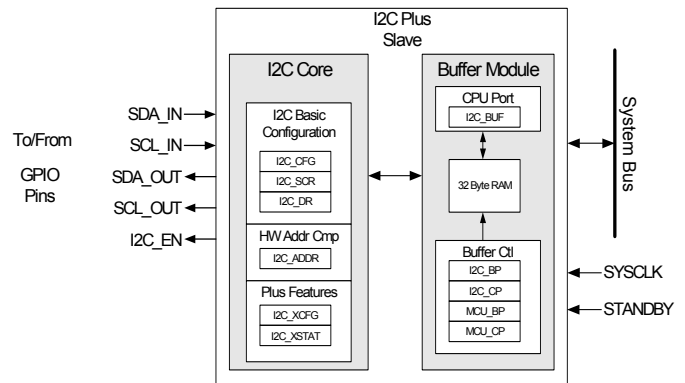 I2C Plus
Slave
I2C Core
Buffer Module
To/From
GPIO
Pins
SDA_IN
SCL_IN
SDA_OUT
SCL_OUT
I2C_EN
I2C Basic
Configuration
I2C_CFG
I2C_SCR
I2C_DR
HW Addr Cmp
I2C_ADDR
Plus Features
I2C_XCFG
I2C_XSTAT
CPU Port
I2C_BUF
32 Byte RAM
Buffer Ctl
I2C_BP
I2C_CP
MCU_BP
MCU_CP
System Bus
SYSCLK
STANDBY